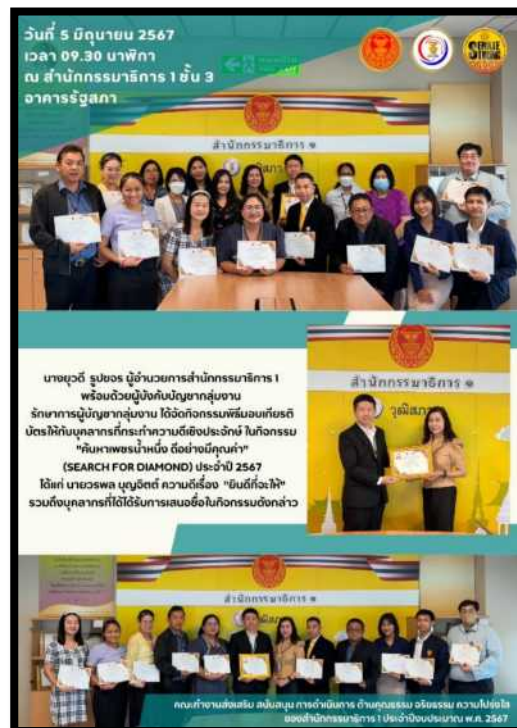 วันที่ 5 มิถุนายน 2567
เวลา 09.30 นาฬิกา
ณ สำนักกรรมาธิการ 1 ชั้น 3
อาคารรัฐสภา
สำนักกรรมาธิการ ๑
วุฒิสภา
นางยุวดี รูปขจร ผู้อำนวยการสำนักกรรมาธิการ 1
พร้อมด้วยผู้บังคับบัญชากลุ่มงาน
รักษาการผู้บัญชากลุ่มงาน ได้จัดกิจกรรมพิธีมอบเกียรติ
บัตรให้กับบุคลากรที่กระทำความดีเชิงประจักษ์ ในกิจกรรม
"ค้นหาเพชรน้ำหนึ่ง ดีอย่างมีคุณค่า"
(SEARCH FOR DIAMOND) ประจำปี 2567
ได้แก่ นายวรพล บุญจิตต์ ความดีเรื่อง "ยินดีที่จะให้"
รวมถึงบุคลากรที่ได้ได้รับการเสนอชื่อในกิจกรรมดังกล่าว
สำนักกรรมาธิการ ๑
วุฒิสภา
สำนักกรรมาธิการ ๑
คณะทำงานส่งเสริม สนับสนุน การดำเนินการ ด้านคุณธรรม จริยธรรม ความโปร่งใส
ของสำนักกรรมาธิการ 1 ประจำปีงบประมาณ พ.ศ. 2567